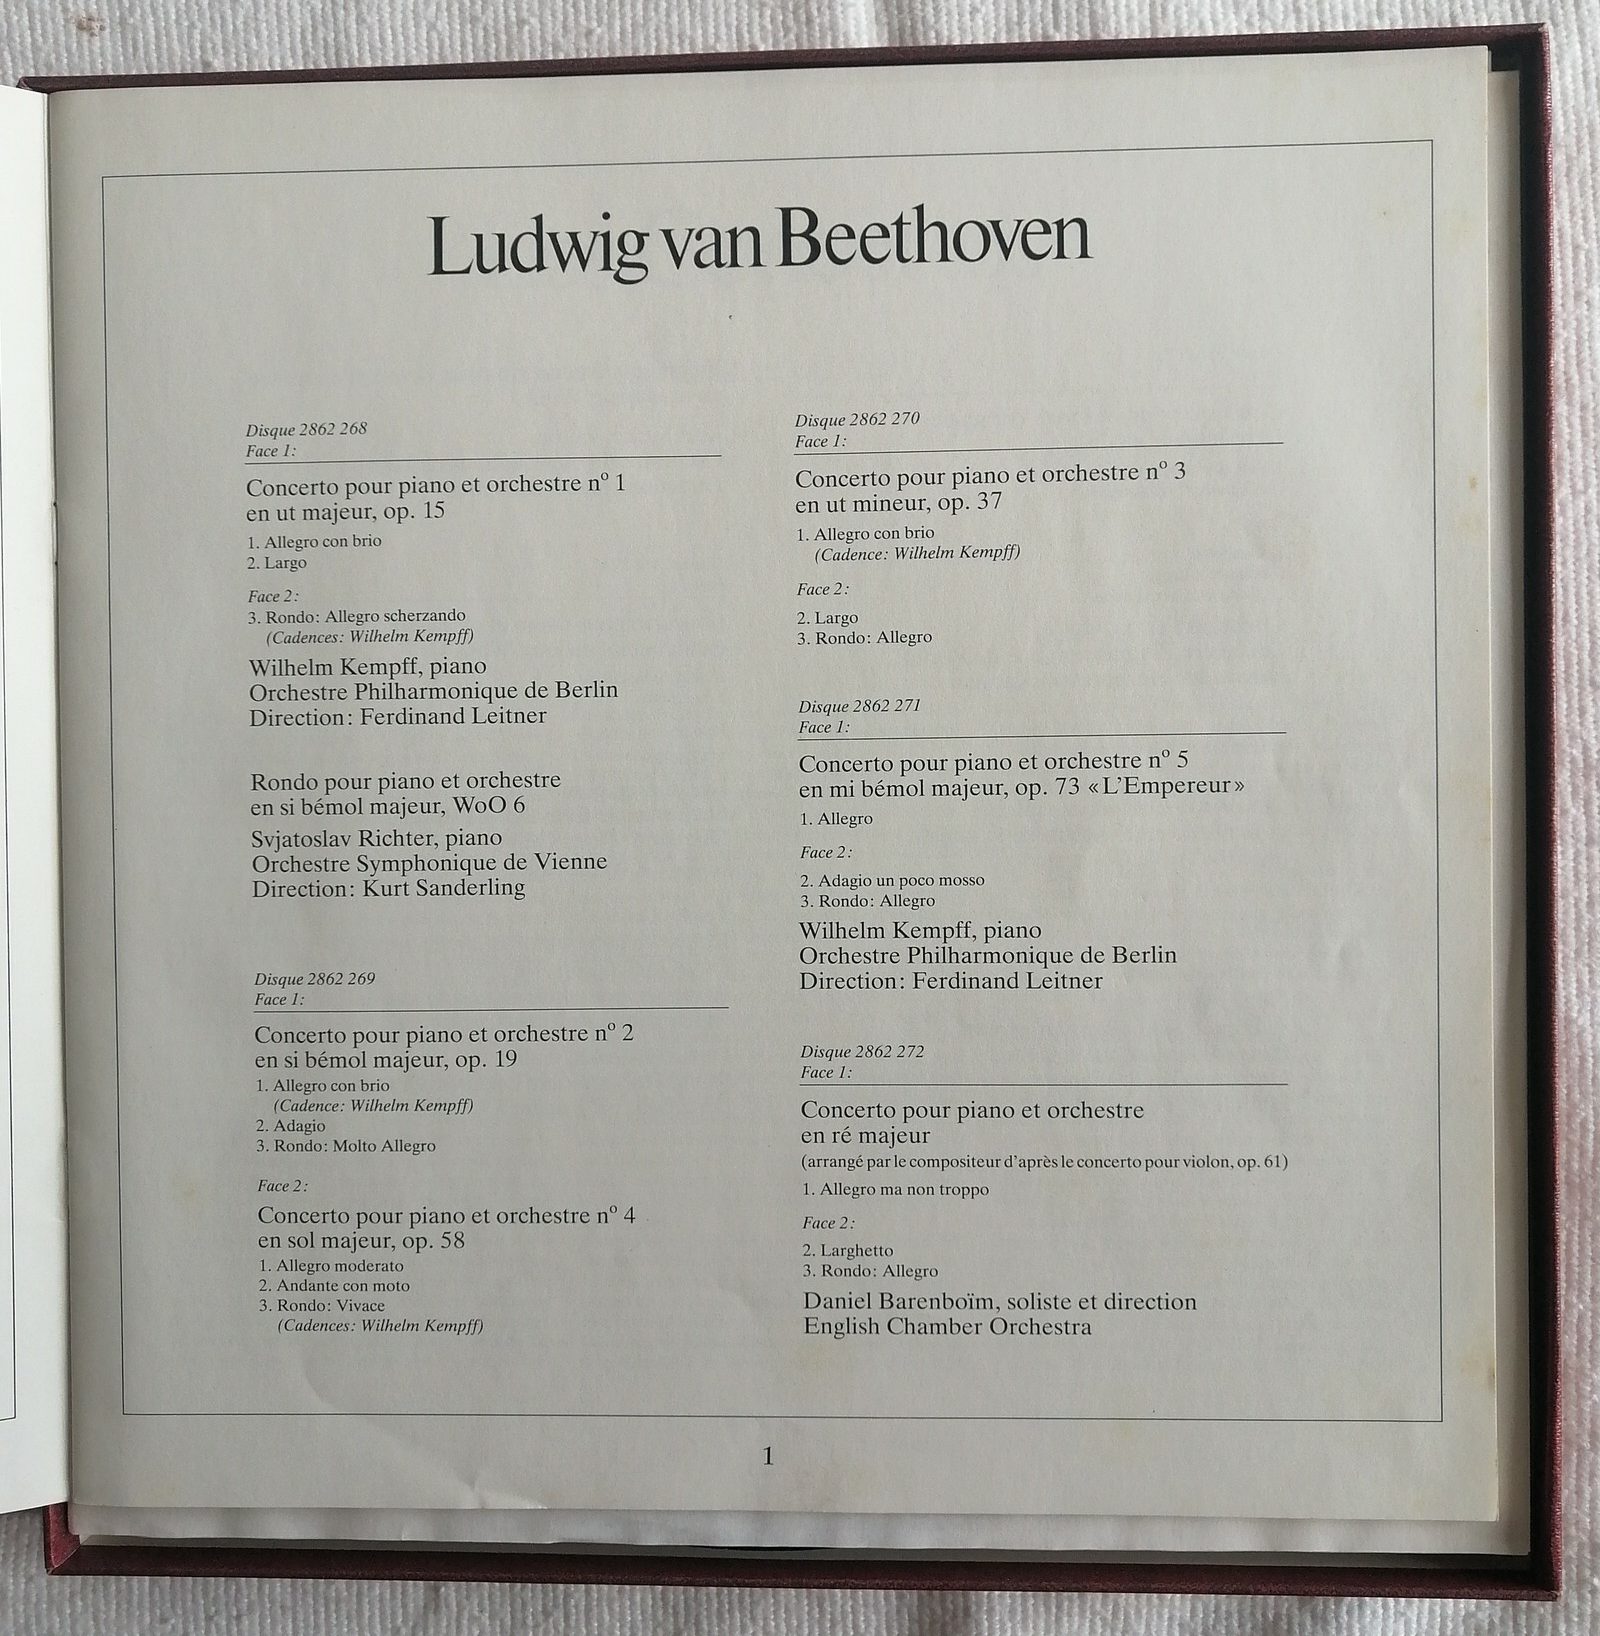 Ludwig van Beethoven
Disque 2862 268
Face 1:
Concerto pour piano et orchestre nº 1
en ut majeur, op. 15
1. Allegro con brio
2. Largo
Face 2:
3. Rondo: Allegro scherzando
(Cadences: Wilhelm Kempff)
Wilhelm Kempff, piano
Orchestre Philharmonique de Berlin
Direction: Ferdinand Leitner
Rondo pour piano et orchestre
en si bémol majeur, WoO 6
Svjatoslav Richter, piano
Orchestre Symphonique de Vienne
Direction: Kurt Sanderling
Disque 2862 269
Face 1:
Concerto pour piano et orchestre nº 2
en si bémol majeur, op. 19
1. Allegro con brio
(Cadence: Wilhelm Kempff)
2. Adagio
3. Rondo: Molto Allegro
Face 2:
Concerto pour piano et orchestre nº 4
en sol majeur, op. 58
1. Allegro moderato
2. Andante con moto
3. Rondo: Vivace
(Cadences: Wilhelm Kempff)
Disque 2862 270
Face 1:
Concerto pour piano et orchestre nº 3
en ut mineur, op. 37
1. Allegro con brio
(Cadence: Wilhelm Kempff)
Face 2:
2. Largo
3. Rondo: Allegro
Disque 2862 271
Face 1:
Concerto pour piano et orchestre nº 5
en mi bémol majeur, op. 73 «L'Empereur»
1. Allegro
Face 2:
2. Adagio un poco mosso
3. Rondo: Allegro
Wilhelm Kempff, piano
Orchestre Philharmonique de Berlin
Direction: Ferdinand Leitner
Disque 2862 272
Face 1:
Concerto pour piano et orchestre
en ré majeur
(arrangé par le compositeur d'après le concerto pour violon, op. 61)
1. Allegro ma non troppo
Face 2:
2. Larghetto
3. Rondo: Allegro
Daniel Barenboïm, soliste et direction
English Chamber Orchestra
1